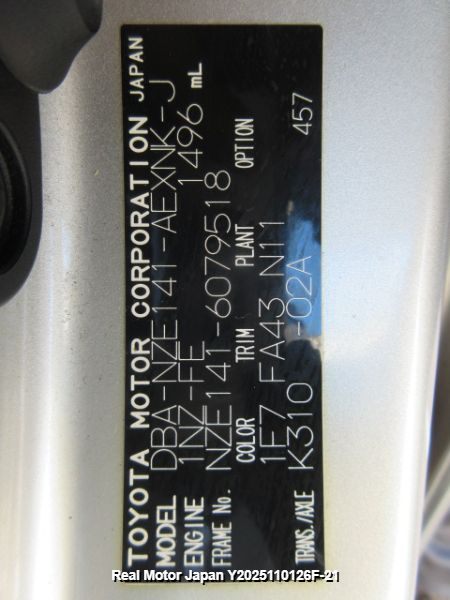 TOYOTA MOTOR CORPORATION JAPAN
MODEL DBA-NZE141-AEXNK-J
ENGINE 1NZ-FE 1496 mL
FRAME No. NZE141-6079518
COLOR TRIM PLANT OPTION
1F7 FA43 N11 457
TRANS./AXLE K310 -02A
Real Motor Japan Y2025110126F-21